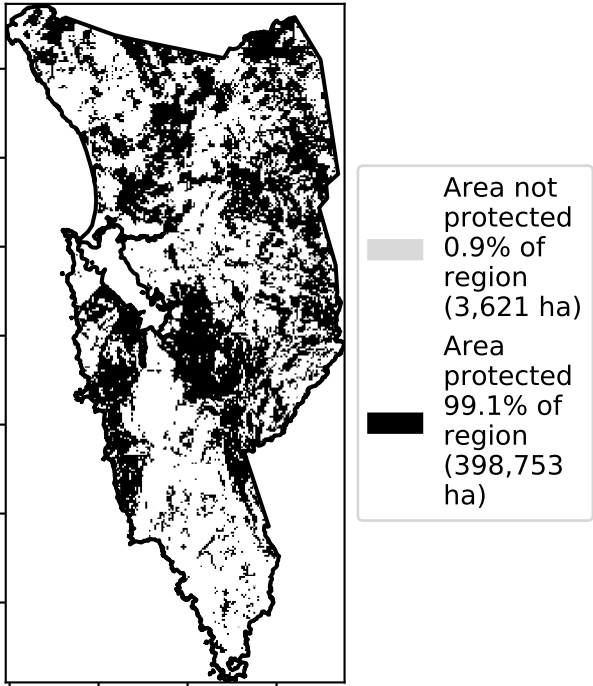 Area not
protected
0.9% of
region
(3,621 ha)
Area
protected
99.1% of
region
(398,753
ha)